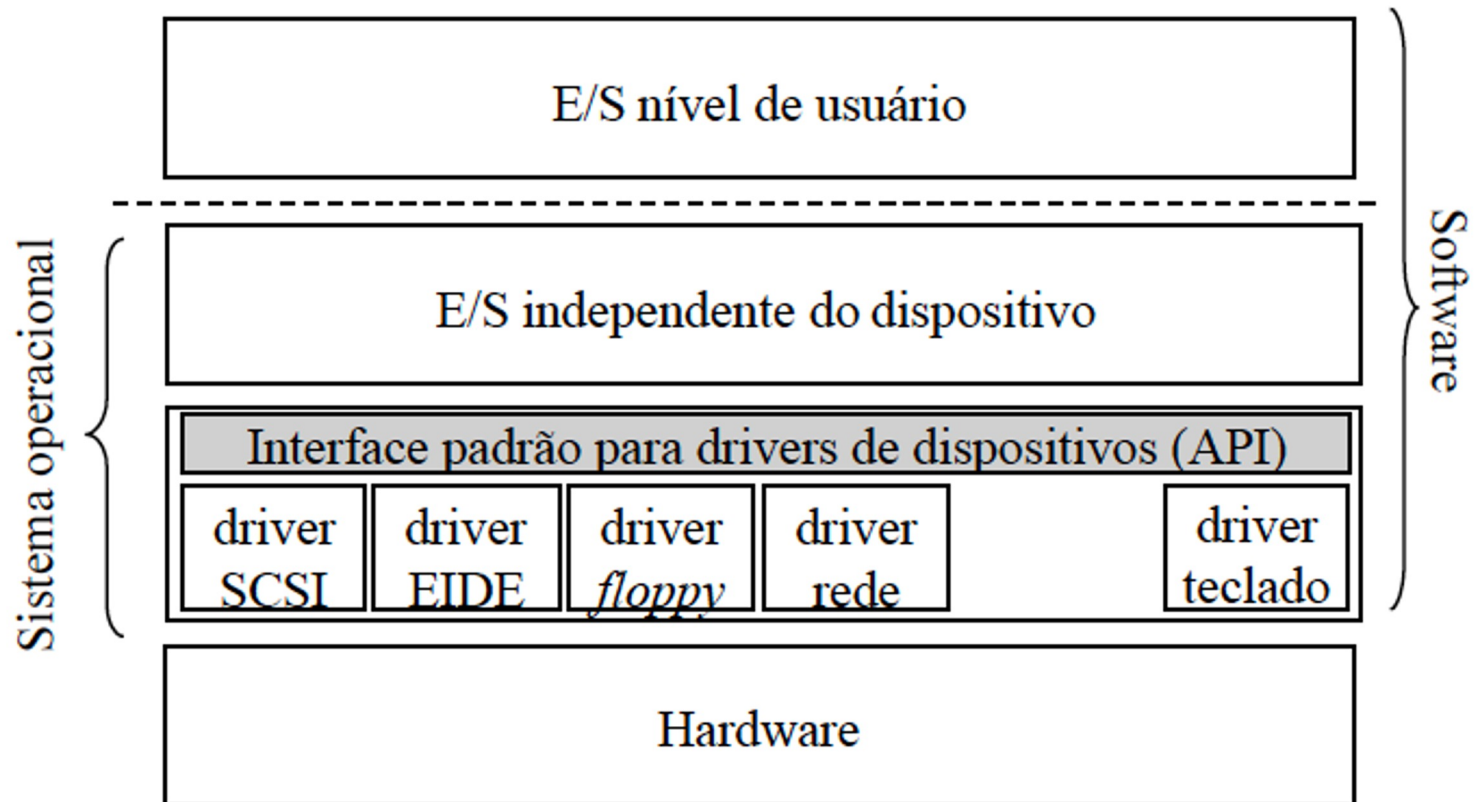 E/S nível de usuário
Sistema operacional
Software
E/S independente do dispositivo
Interface padrão para drivers de dispositivos (API)
driver
SCSI
driver
EIDE
driver
floppy
driver
rede
driver
teclado
Hardware